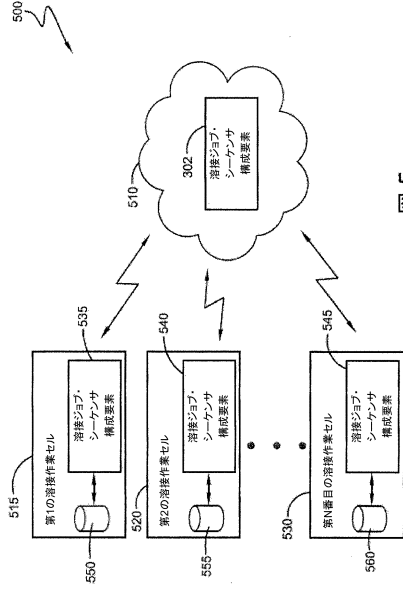 500
515
第1の溶接作業セル
535
溶接ジョブ・
シーケンサ
構成要素
550
520
第2の溶接作業セル
540
溶接ジョブ・
シーケンサ
構成要素
555
530
第N番目の溶接作業セル
545
溶接ジョブ・
シーケンサ
構成要素
560
510
302
溶接ジョブ・
シーケンサ
構成要素